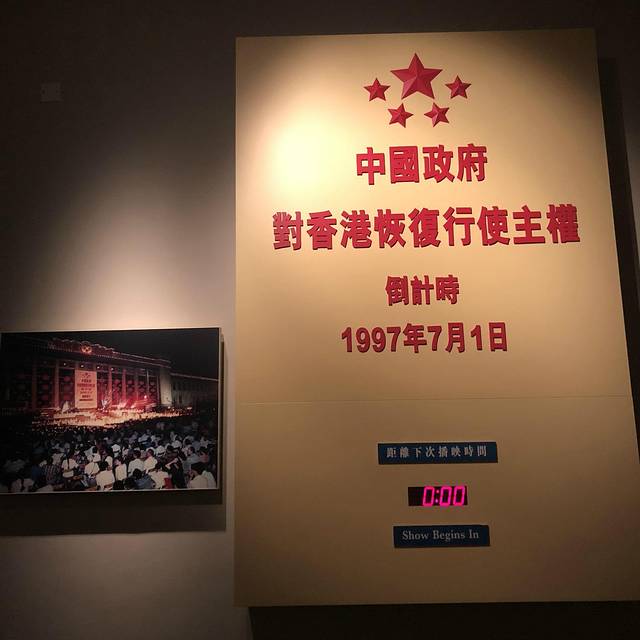 中國政府
對香港恢復行使主權
倒計時
1997年7月1日
距離下次播映時間
0:00
Show Begins In